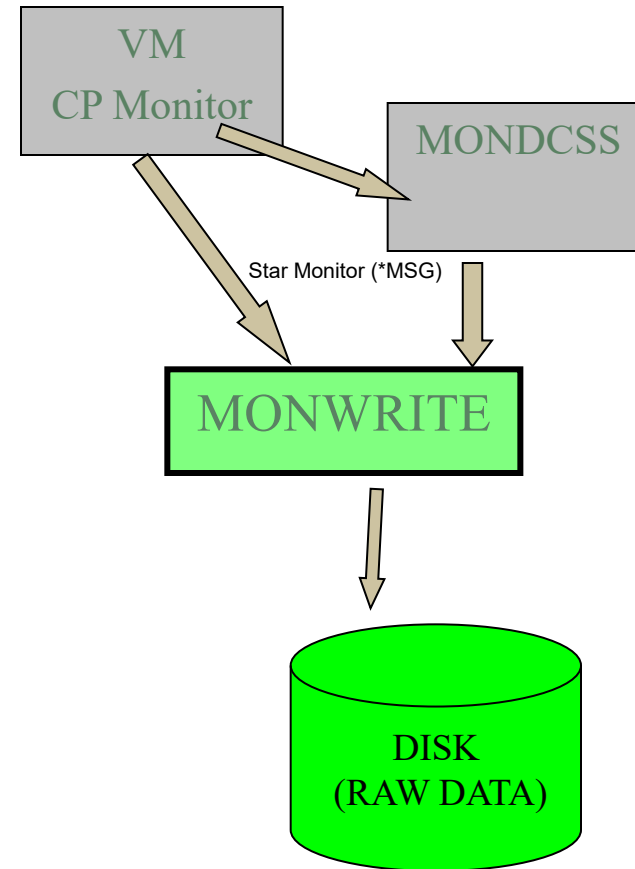 VM
CP Monitor
MONDCSS
Star Monitor (*MSG)
MONWRITE
DISK
(RAW DATA)